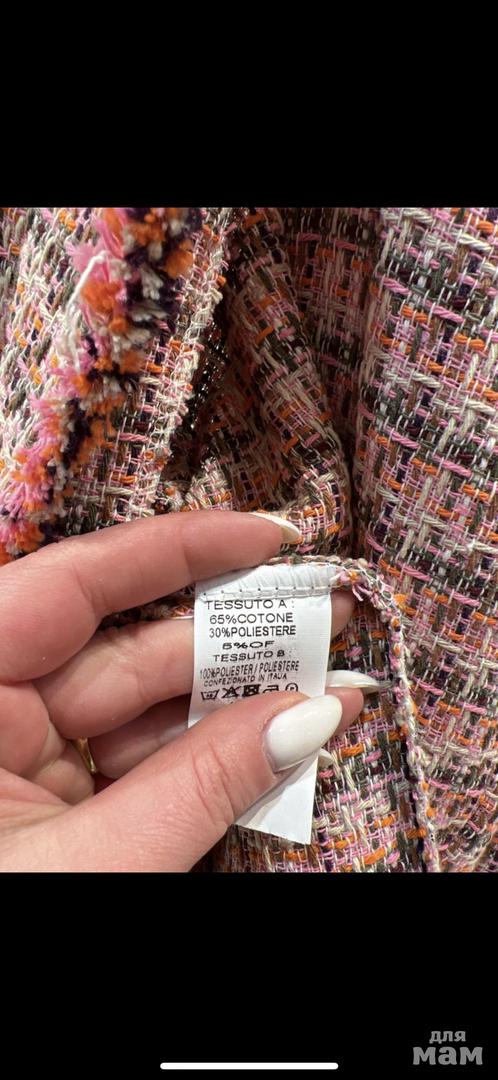 TESSUTO A :
65%COTONE
30%POLIESTERE
5%OF
TESSUTO B :
100%POLIESTER / POLIESTERE
CONFEZIONATO IN ITALIA
для
мам